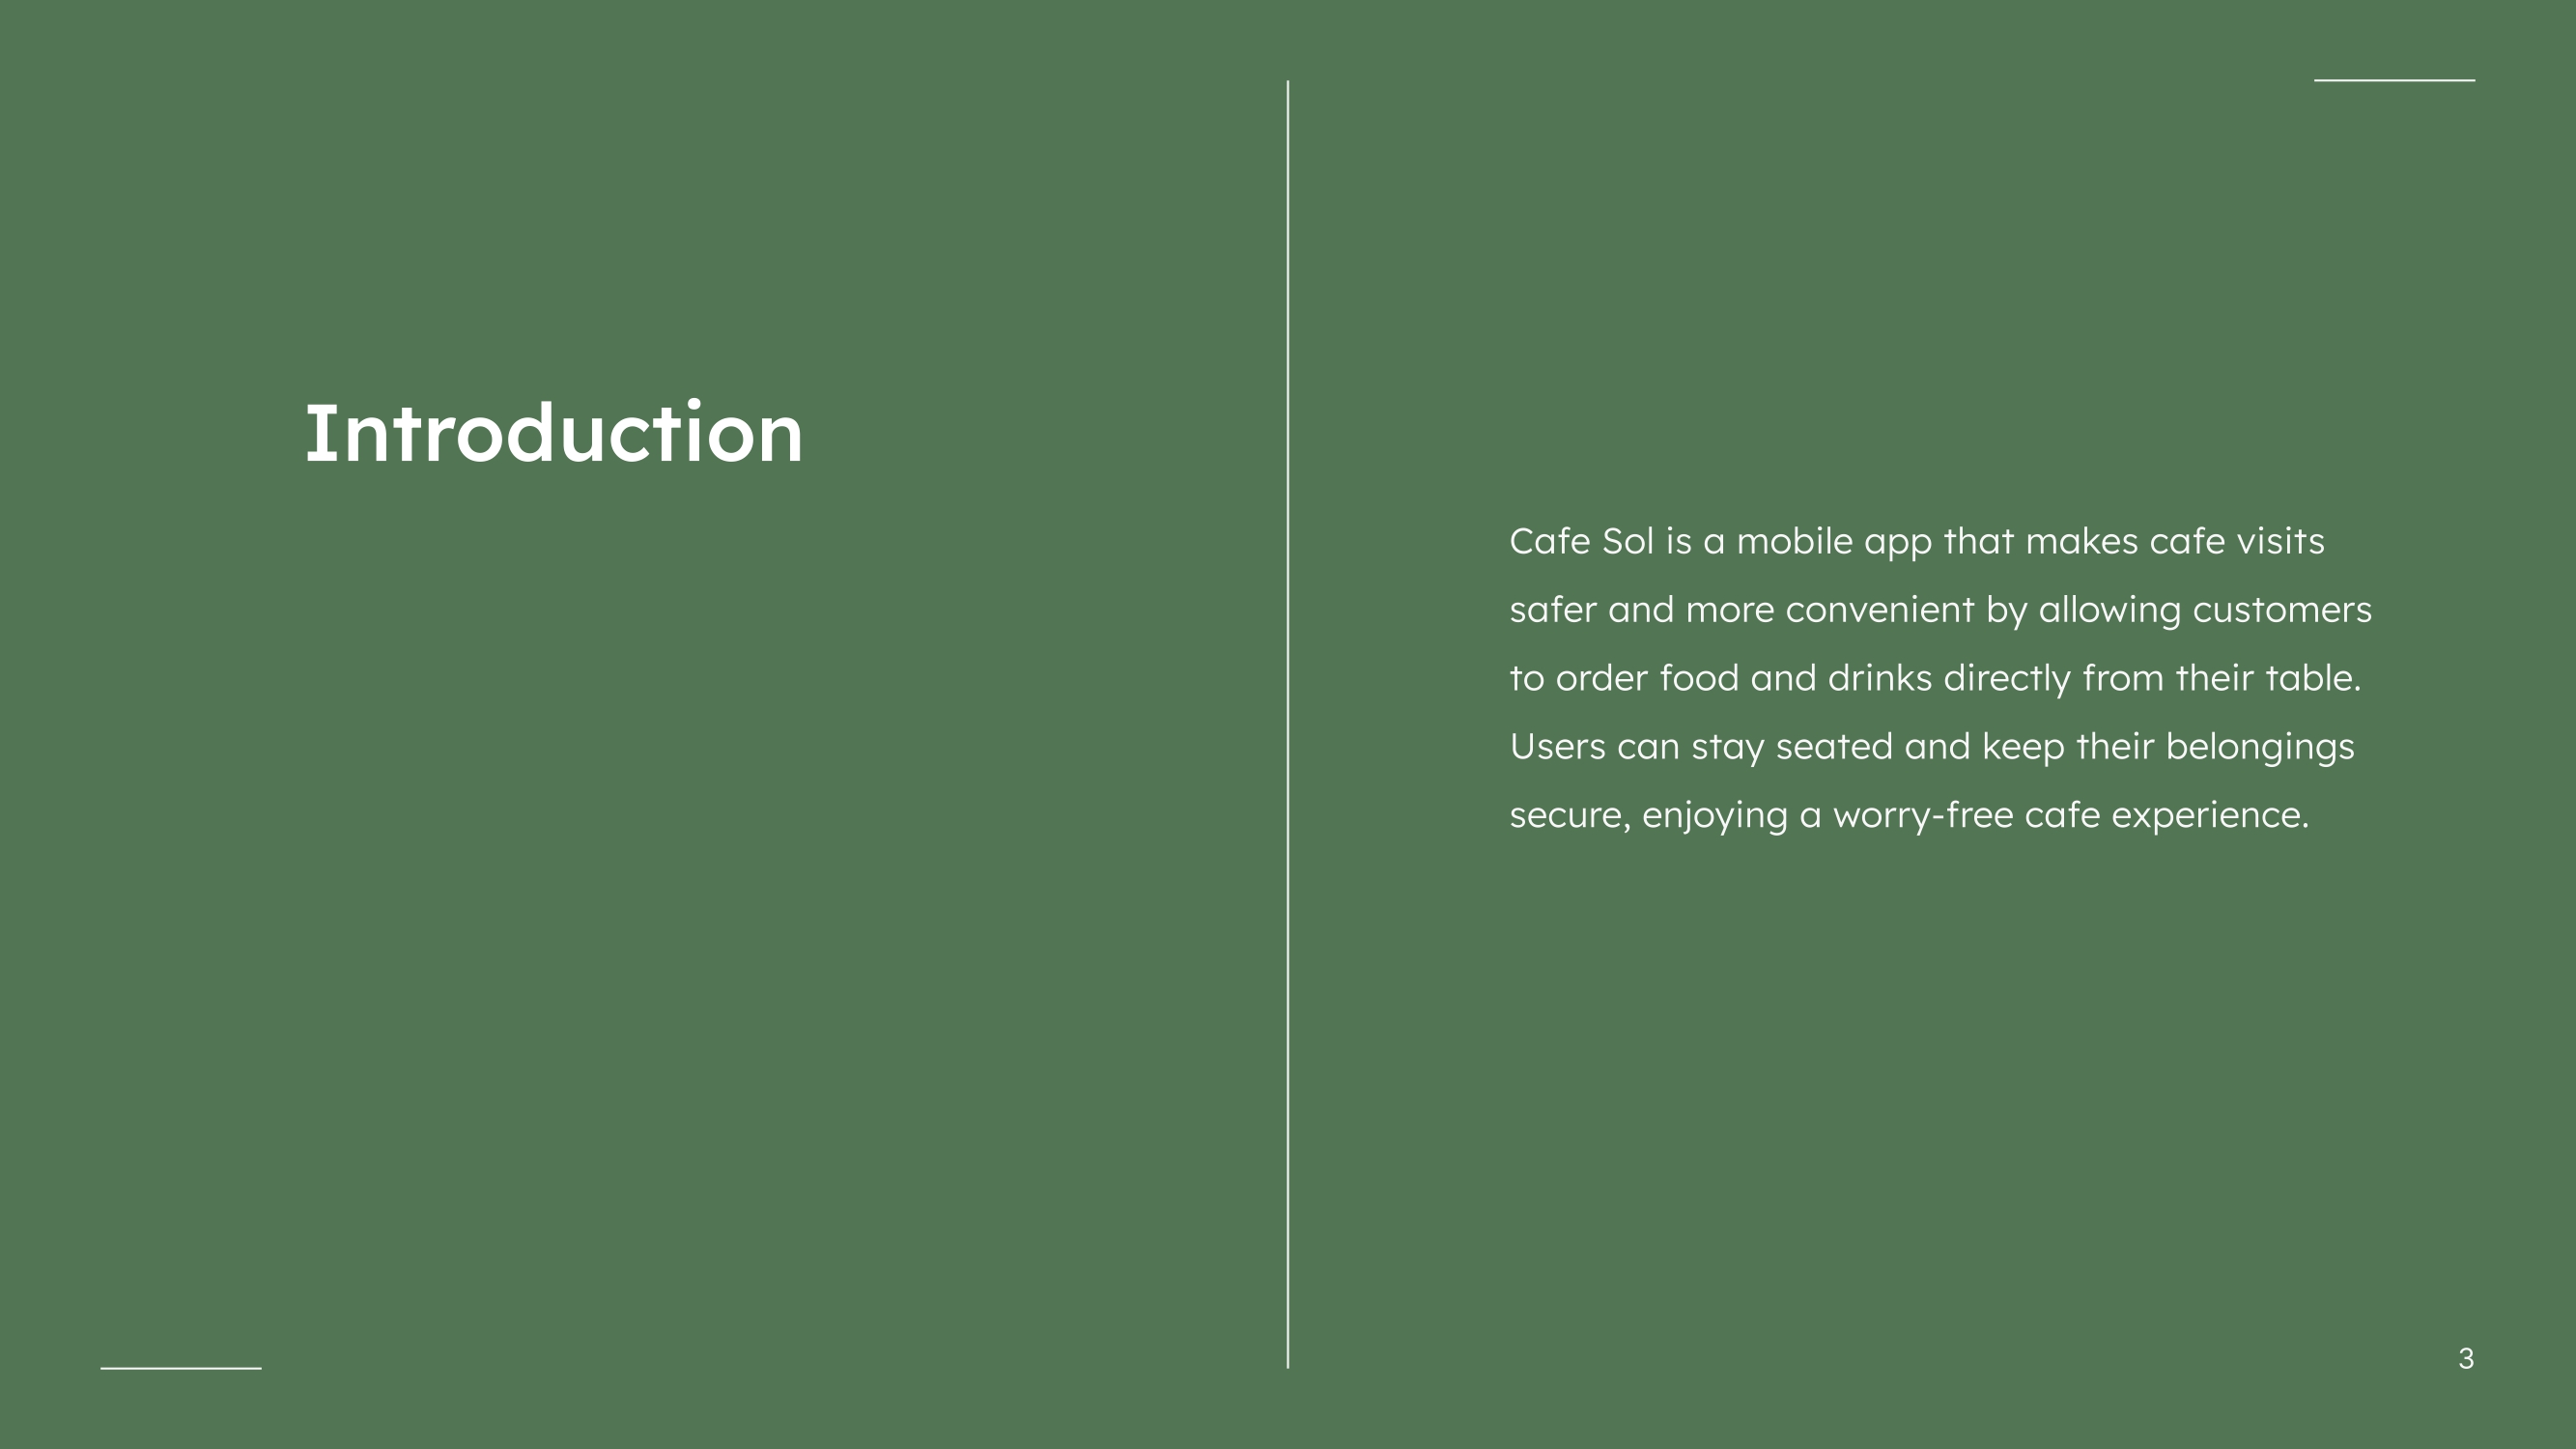 Introduction
Cafe Sol is a mobile app that makes cafe visits
safer and more convenient by allowing customers
to order food and drinks directly from their table.
Users can stay seated and keep their belongings
secure, enjoying a worry-free cafe experience.
3